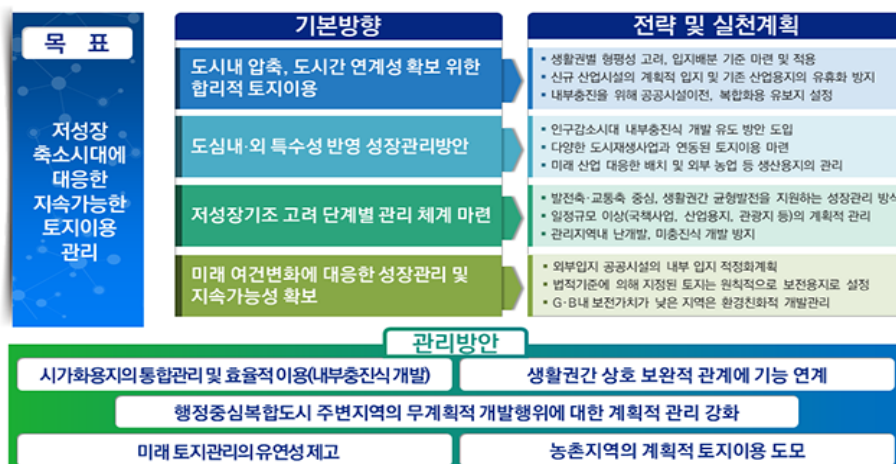 목 표
저성장
축소시대에
대응한
지속가능한
토지이용
관리
기본방향
전략 및 실천계획
도시내 압축, 도시간 연계성 확보 위한
합리적 토지이용
▪ 생활권별 형평성 고려, 입지배분 기준 마련 및 적용
▪ 신규 산업시설의 계획적 입지 및 기존 산업용지의 유휴화 방지
▪ 내부충진을 위해 공공시설이전, 복합화용 유보지 설정
도심내·외 특수성 반영 성장관리방안
▪ 인구감소시대 내부충진식 개발 유도 방안 도입
▪ 다양한 도시재생사업과 연동된 토지이용 마련
▪ 미래 산업 대응한 배치 및 외부 농업 등 생산용지의 관리
저성장기조 고려 단계별 관리 체계 마련
▪ 발전축·교통축 중심, 생활권간 균형발전을 지원하는 성장관리 방식
▪ 일정규모 이상(국책사업, 산업용지, 관광지 등)의 계획적 관리
▪ 관리지역내 난개발, 미충진식 개발 방지
미래 여건변화에 대응한 성장관리 및
지속가능성 확보
▪ 외부입지 공공시설의 내부 입지 적정화계획
▪ 법적기준에 의해 지정된 토지는 원칙적으로 보전용지로 설정
▪ G·B내 보전가치가 낮은 지역은 환경친화적 개발관리
관리방안
시가화용지의 통합관리 및 효율적 이용(내부충진식 개발)
생활권간 상호 보완적 관계에 기능 연계
행정중심복합도시 주변지역의 무계획적 개발행위에 대한 계획적 관리 강화
미래 토지관리의 유연성 제고
농촌지역의 계획적 토지이용 도모